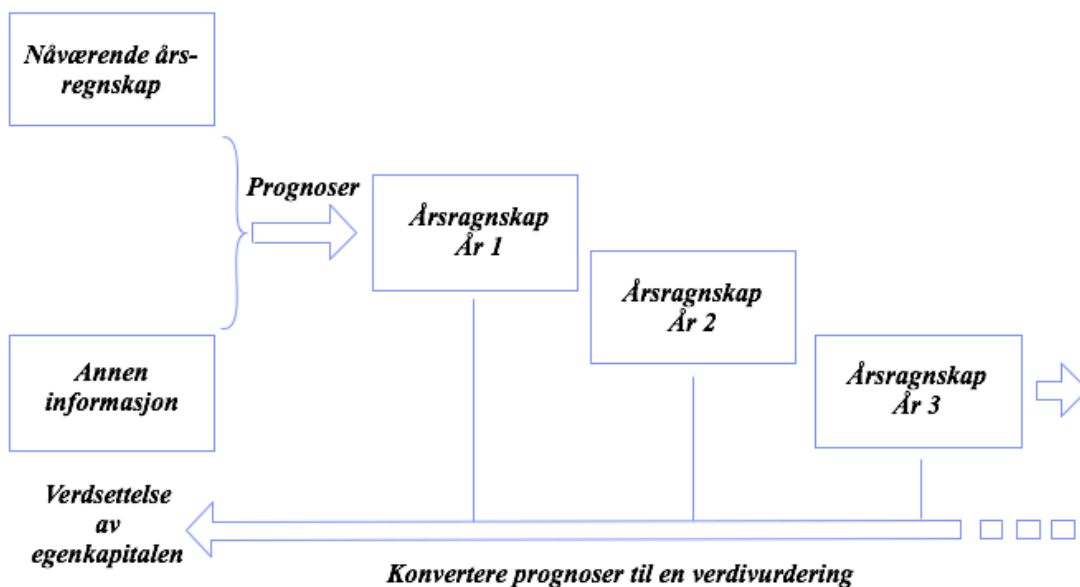 Nåværende års-
regnskap
Prognoser
Årsragnskap
År 1
Årsragnskap
År 2
Annen
informasjon
Årsragnskap
År 3
Verdsettelse
av
egenkapitalen
Konvertere prognoser til en verdivurdering